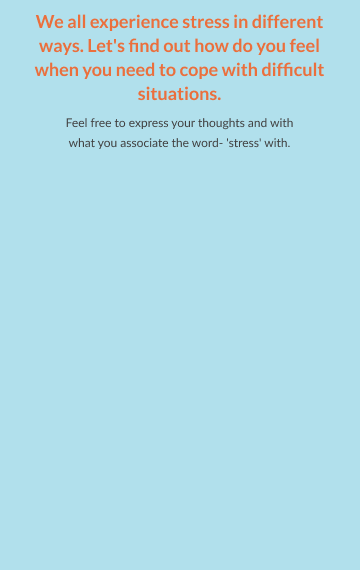 We all experience stress in different
ways. Let's find out how do you feel
when you need to cope with difficult
situations.
Feel free to express your thoughts and with
what you associate the word- 'stress' with.